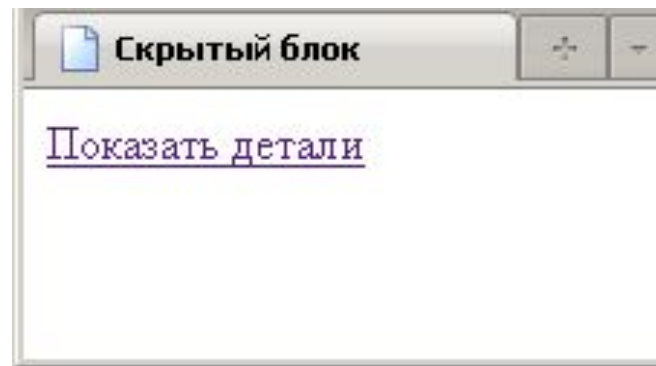 Скрытый блок
Показать детали